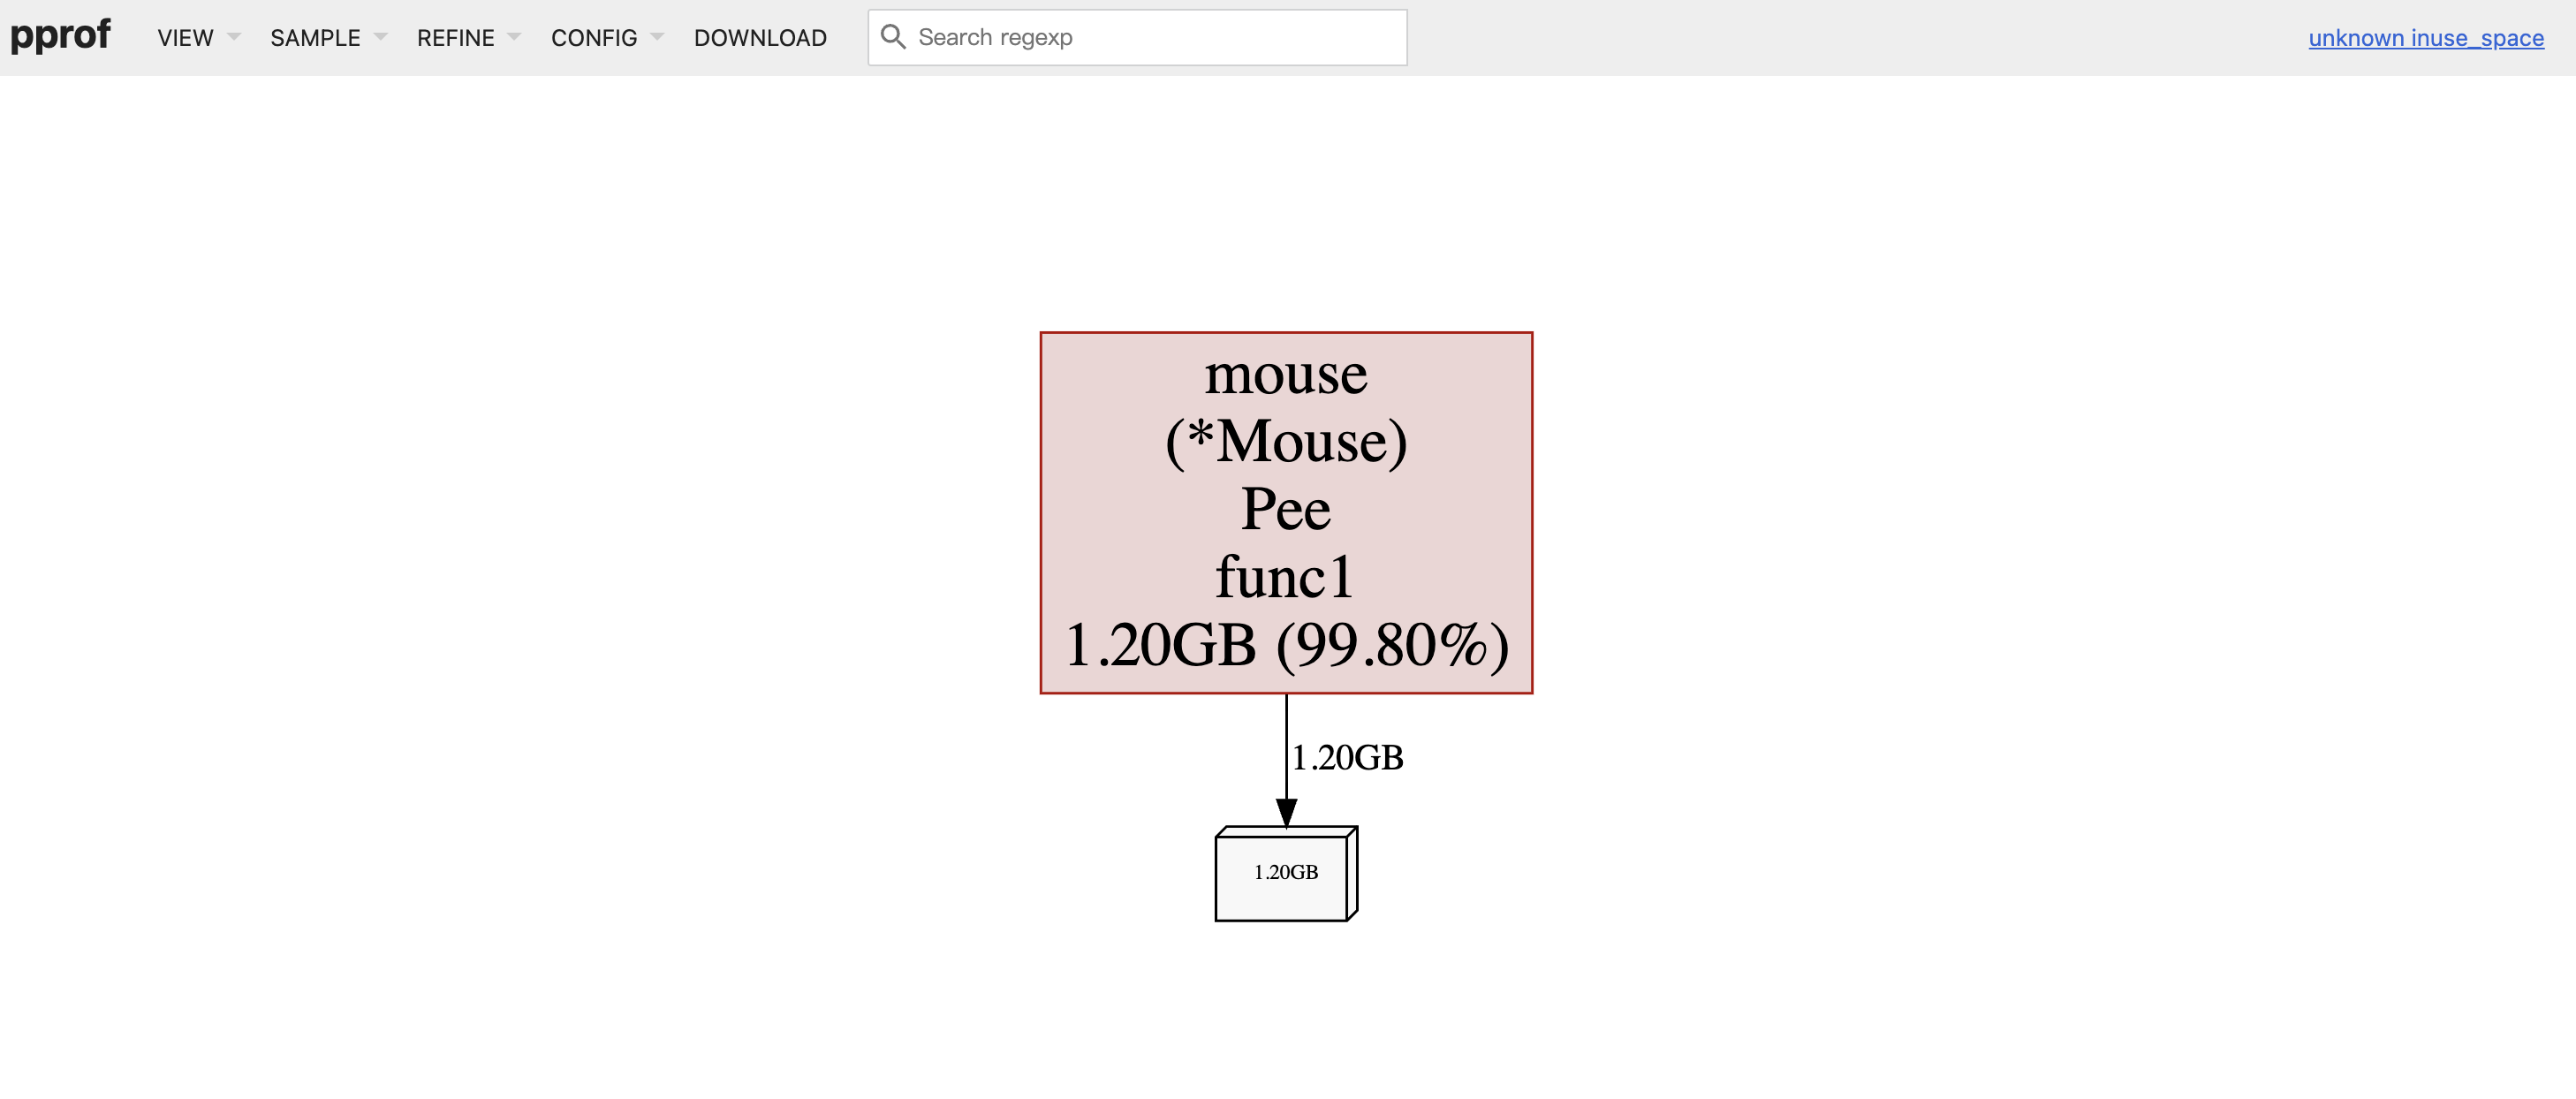 pprof VIEW SAMPLE REFINE CONFIG DOWNLOAD Search regexp unknown inuse_space
mouse
(*Mouse)
Pee
func1
1.20GB (99.80%)
1.20GB
1.20GB